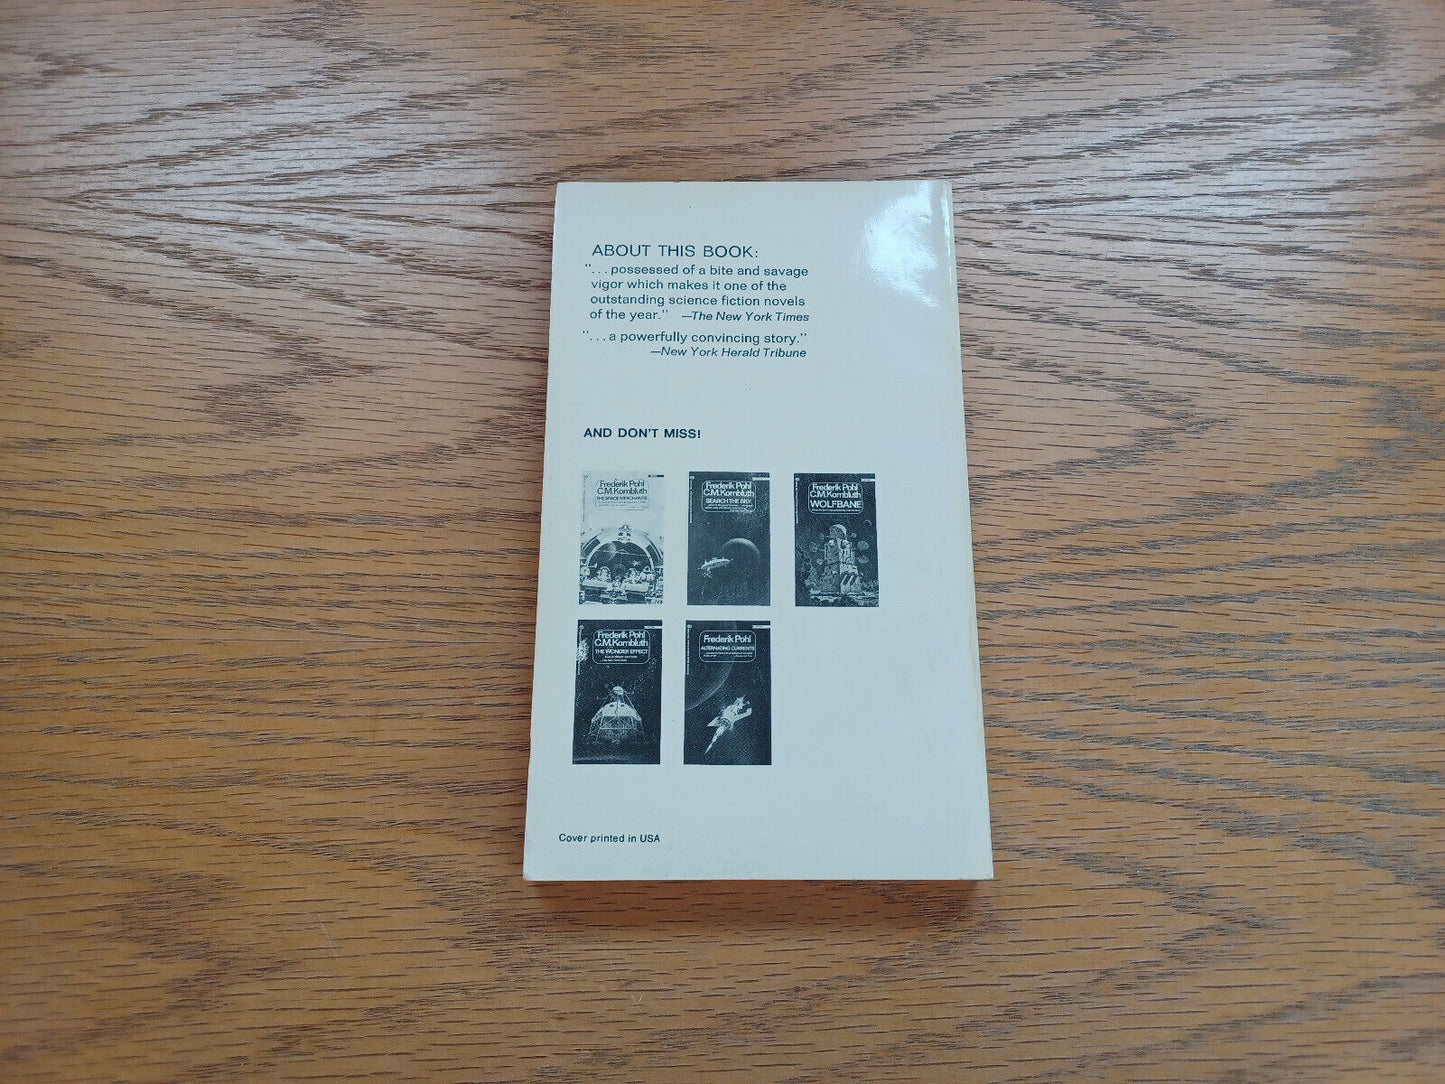 ABOUT THIS BOOK:
"... possessed of a bite and savage
vigor which makes it one of the
outstanding science fiction novels
of the year." —The New York Times
"... a powerfully convincing story."
—New York Herald Tribune
AND DON'T MISS!
Frederik Pohl
C.M. Kornbluth
THE SPACE MERCHANTS
Frederik Pohl
C.M. Kornbluth
SEARCH THE SKY
Frederik Pohl
C.M. Kornbluth
WOLFBANE
Frederik Pohl
C.M. Kornbluth
THE WONDER EFFECT
Frederik Pohl
ALTERNATING CURRENTS
Cover printed in USA